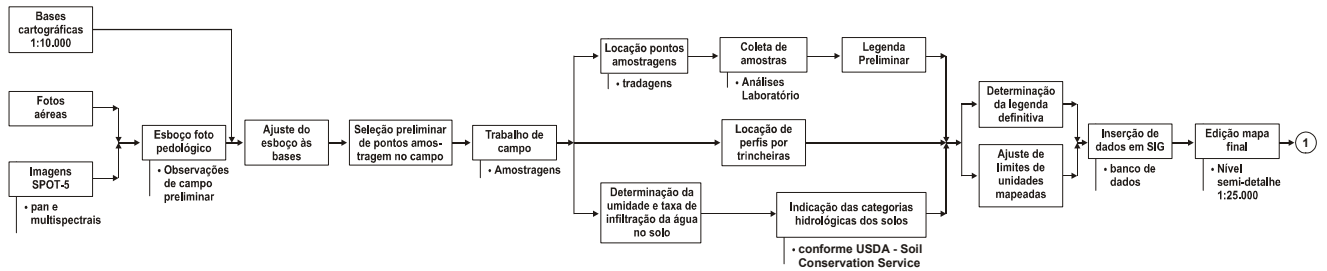 Bases
cartográficas
1:10.000
Fotos
aéreas
Imagens
SPOT-5
• pan e
multispectrais
Esboço foto
pedológico
• Observações
de campo
preliminar
Ajuste do
esboço às
bases
Seleção preliminar
de pontos amos-
tragem no campo
Trabalho de
campo
• Amostragens
Locação pontos
amostragens
• tradagens
Coleta de
amostras
• Análises
Laboratório
Legenda
Preliminar
Locação de
perfis por
trincheiras
Determinação da
umidade e taxa de
infiltração da água
no solo
Indicação das categorias
hidrológicas dos solos
• conforme USDA - Soil
Conservation Service
Determinação
da legenda
definitiva
Ajuste de
limites de
unidades
mapeadas
Inserção de
dados em SIG
• banco de
dados
Edição mapa
final
• Nível
semi-detalhe
1:25.000
1